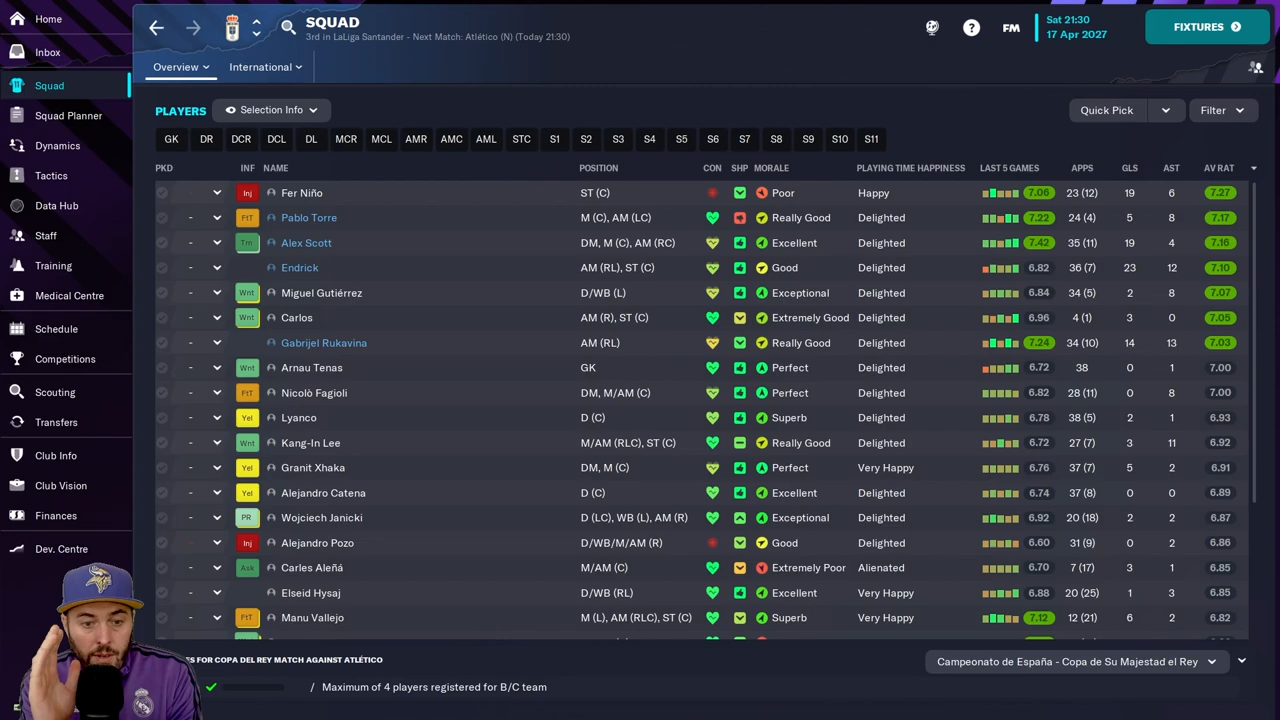 Home
SQUAD
3rd in LaLiga Santander - Next Match: Atlético (N) (Today 21:30)
FM
Sat 21:30
17 Apr 2027
FIXTURES
Inbox
Overview
International
Squad
Squad Planner
Dynamics
Tactics
Data Hub
Staff
Training
Medical Centre
Schedule
Competitions
Scouting
Transfers
Club Info
Club Vision
Finances
Dev. Centre
PLAYERS Selection Info Quick Pick Filter
GK DR DCR DCL DL MCR MCL AMR AMC AML STC S1 S2 S3 S4 S5 S6 S7 S8 S9 S10 S11
PKD INF NAME POSITION CON SHP MORALE PLAYING TIME HAPPINESS LAST 5 GAMES APPS GLS AST AV RAT
- Inj Fer Niño ST (C) Poor Happy 7.06 23 (12) 19 6 7.27
- FtT Pablo Torre M (C), AM (LC) Really Good Delighted 7.22 24 (4) 5 8 7.17
- Trn Alex Scott DM, M (C), AM (RC) Excellent Delighted 7.42 35 (11) 19 4 7.16
- Endrick AM (RL), ST (C) Good Delighted 6.82 36 (7) 23 12 7.10
- Wnt Miguel Gutiérrez D/WB (L) Exceptional Delighted 6.84 34 (5) 2 8 7.07
- Wnt Carlos AM (R), ST (C) Extremely Good Delighted 6.96 4 (1) 3 0 7.05
- Gabrijel Rukavina AM (RL) Really Good Delighted 7.24 34 (10) 14 13 7.03
- Wnt Arnau Tenas GK Perfect Delighted 6.72 38 0 1 7.00
- FtT Nicolò Fagioli DM, M/AM (C) Perfect Delighted 6.82 28 (11) 0 8 7.00
- Yel Lyanco D (C) Superb Delighted 6.78 38 (5) 2 1 6.93
- Wnt Kang-In Lee M/AM (RLC), ST (C) Really Good Delighted 6.72 27 (7) 3 11 6.92
- Yel Granit Xhaka DM, M (C) Perfect Very Happy 6.76 37 (7) 5 2 6.91
- Yel Alejandro Catena D (C) Excellent Delighted 6.74 37 (8) 0 0 6.89
- PR Wojciech Janicki D (LC), WB (L), AM (R) Exceptional Delighted 6.92 20 (18) 2 2 6.87
- Inj Alejandro Pozo D/WB/M/AM (R) Good Delighted 6.60 31 (9) 0 2 6.86
- Ask Carles Aleñá M/AM (C) Extremely Poor Alienated 6.70 7 (17) 3 1 6.85
- Elseid Hysaj D/WB (RL) Excellent Very Happy 6.88 20 (25) 1 3 6.85
- FtT Manu Vallejo M (L), AM (RLC), ST (C) Superb Very Happy 7.12 12 (21) 6 2 6.82
ES FOR COPA DEL REY MATCH AGAINST ATLÉTICO
Campeonato de España - Copa de Su Majestad el Rey
/ Maximum of 4 players registered for B/C team